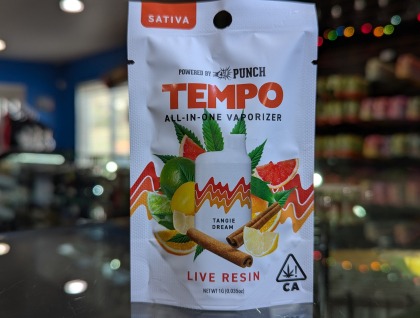 SATIVA
POWERED BY PUNCH
TEMPO
ALL-IN-ONE VAPORIZER
TANGIE
DREAM
LIVE RESIN
NET WT 1G (0.035oz)
! CA